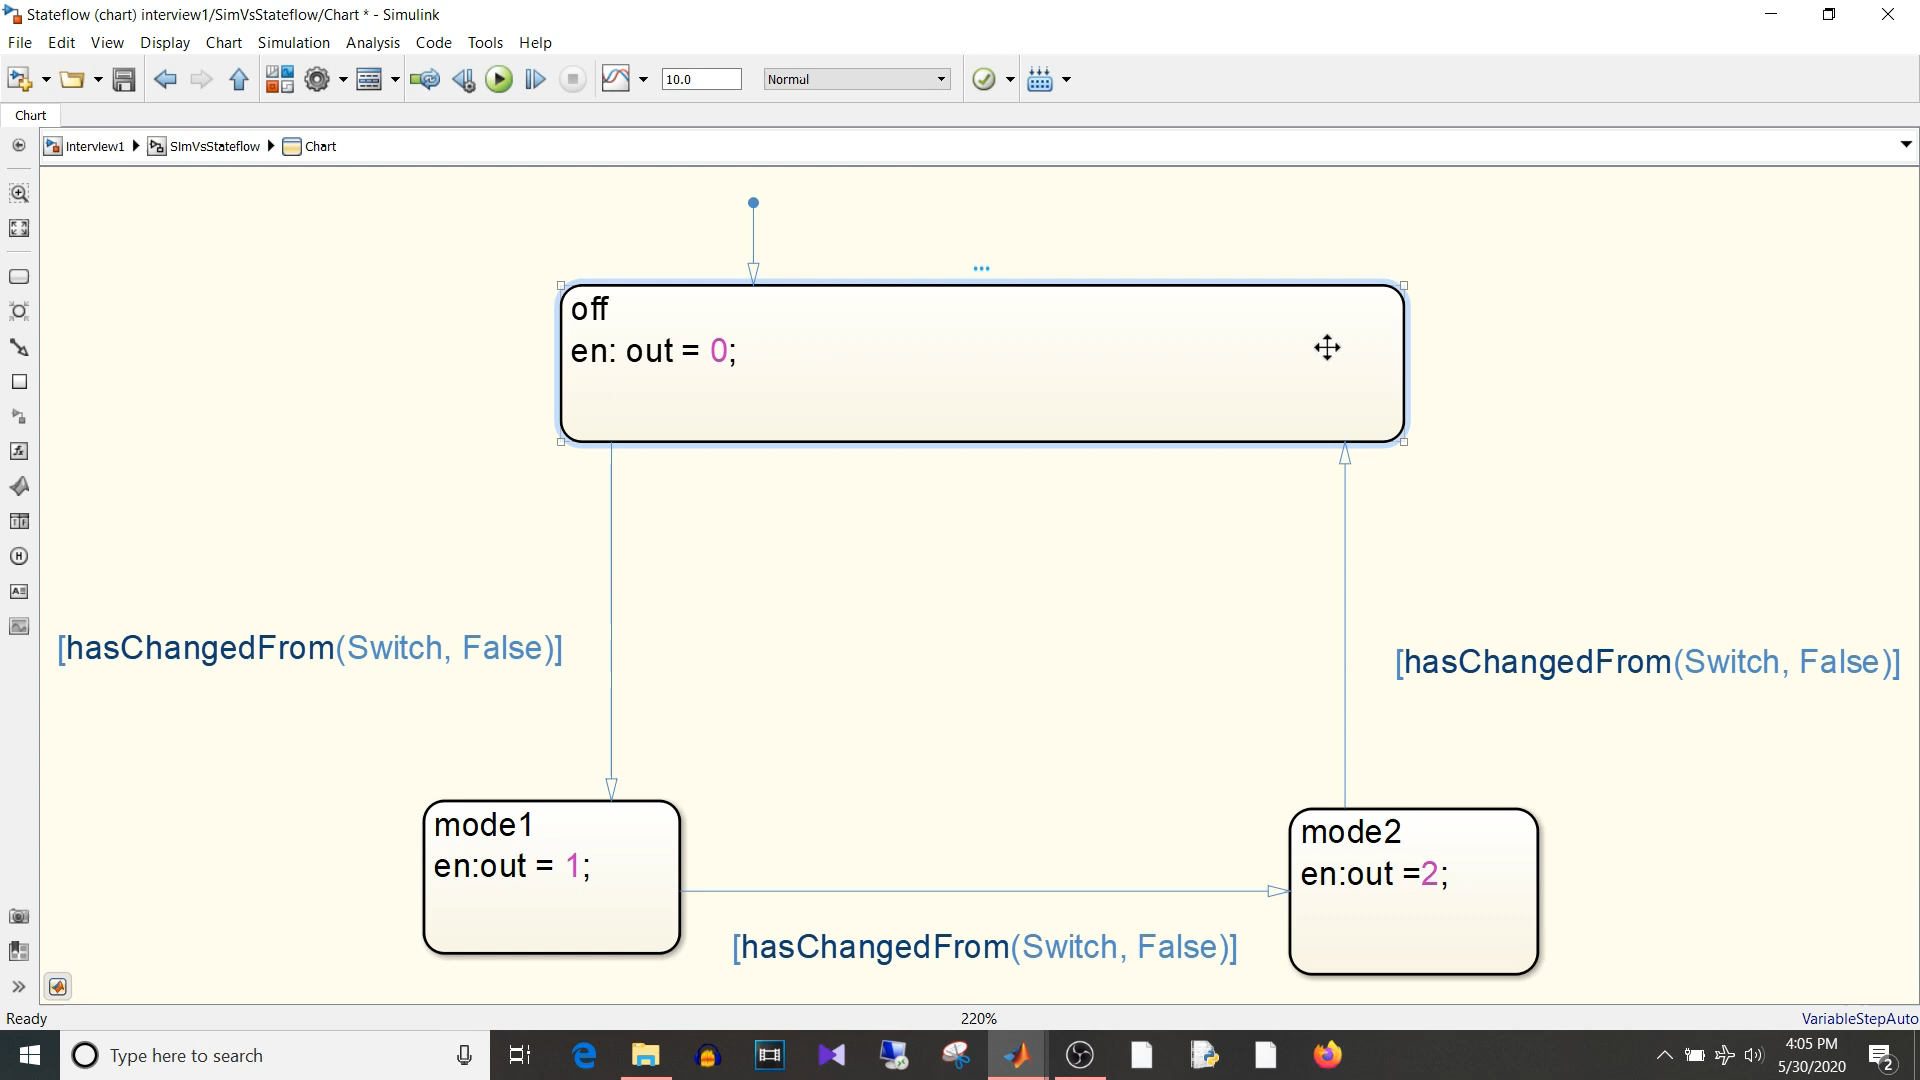 Stateflow (chart) interview1/SimVsStateflow/Chart * - Simulink
File Edit View Display Chart Simulation Analysis Code Tools Help
10.0 Normal
Chart
Interview1 SimVsStateflow Chart
off
en: out = 0;
[hasChangedFrom(Switch, False)]
[hasChangedFrom(Switch, False)]
mode1
en:out = 1;
mode2
en:out =2;
[hasChangedFrom(Switch, False)]
Ready 220% VariableStepAuto
Type here to search
4:05 PM
5/30/2020
2